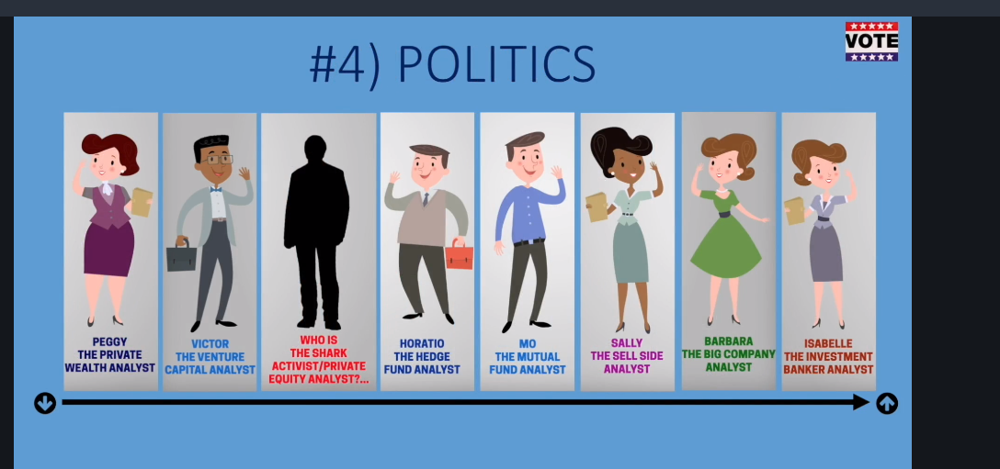 #4) POLITICS
VOTE
PEGGY
THE PRIVATE
WEALTH ANALYST
VICTOR
THE VENTURE
CAPITAL ANALYST
WHO IS
THE SHARK
ACTIVIST/PRIVATE
EQUITY ANALYST?...
HORATIO
THE HEDGE
FUND ANALYST
MO
THE MUTUAL
FUND ANALYST
SALLY
THE SELL SIDE
ANALYST
BARBARA
THE BIG COMPANY
ANALYST
ISABELLE
THE INVESTMENT
BANKER ANALYST